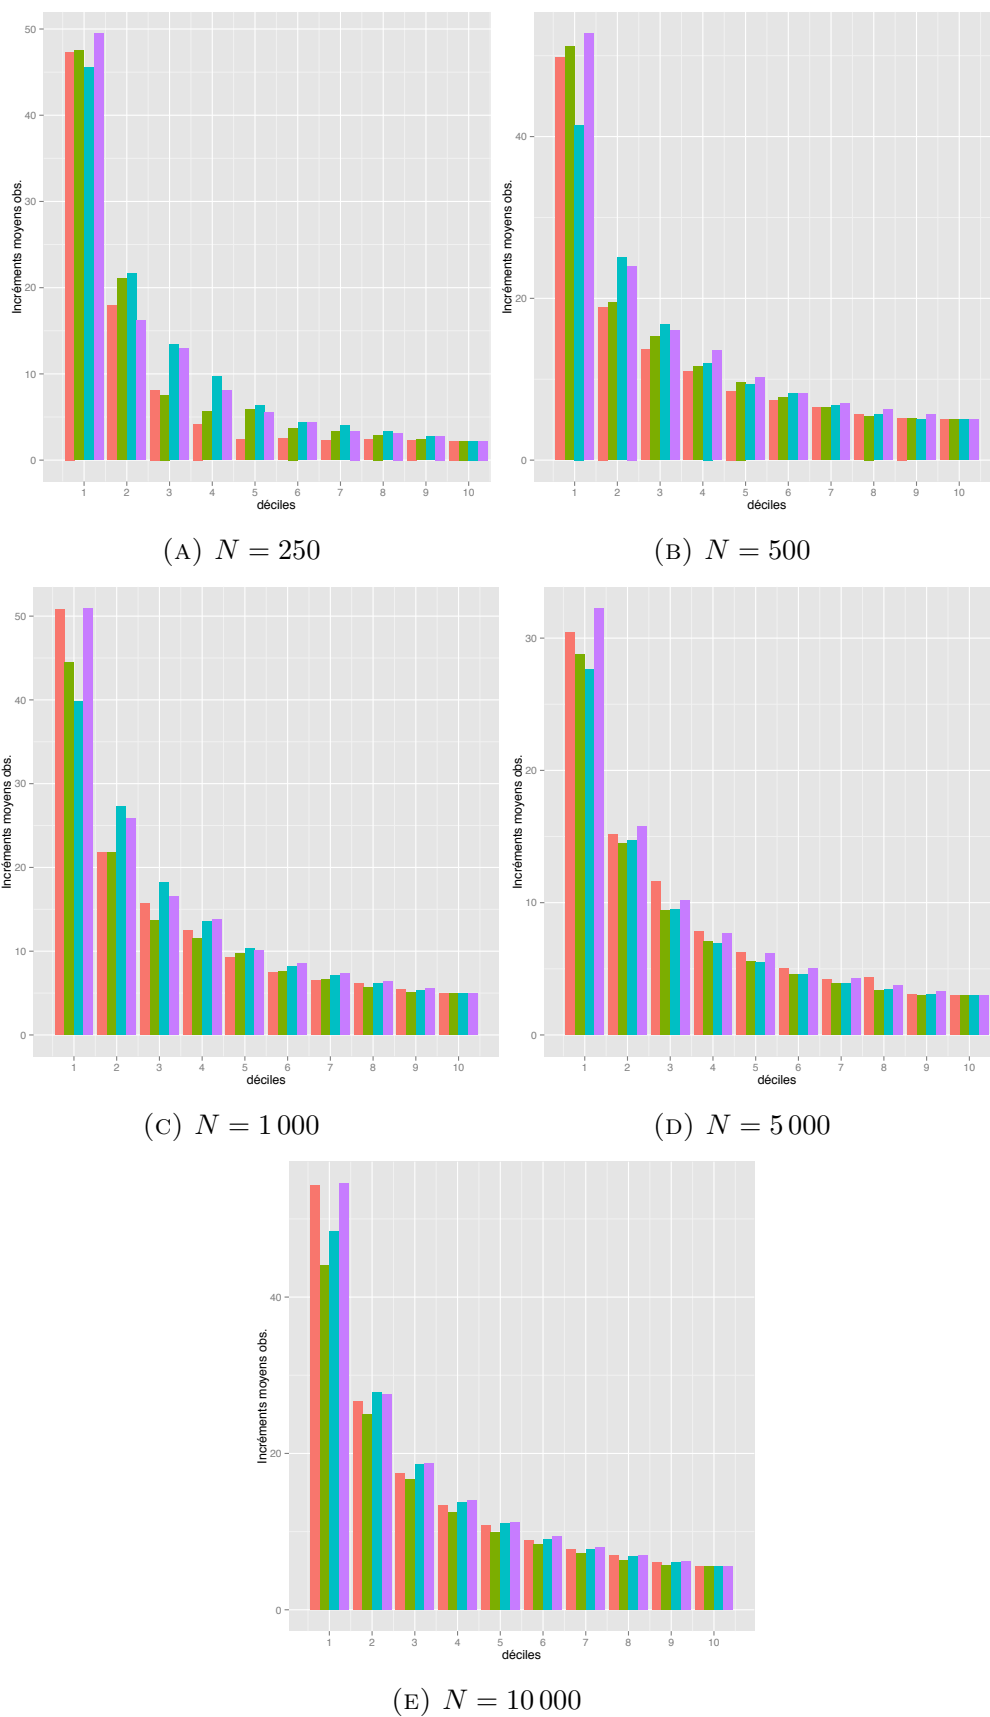 Incréments moyens obs.
50
40
30
20
10
0
1 2 3 4 5 6 7 8 9 10
déciles
(A) N = 250
Incréments moyens obs.
40
20
0
1 2 3 4 5 6 7 8 9 10
déciles
(B) N = 500
Incréments moyens obs.
50
40
30
20
10
0
1 2 3 4 5 6 7 8 9 10
déciles
(C) N = 1 000
Incréments moyens obs.
30
20
10
0
1 2 3 4 5 6 7 8 9 10
déciles
(D) N = 5 000
Incréments moyens obs.
40
20
0
1 2 3 4 5 6 7 8 9 10
déciles
(E) N = 10 000